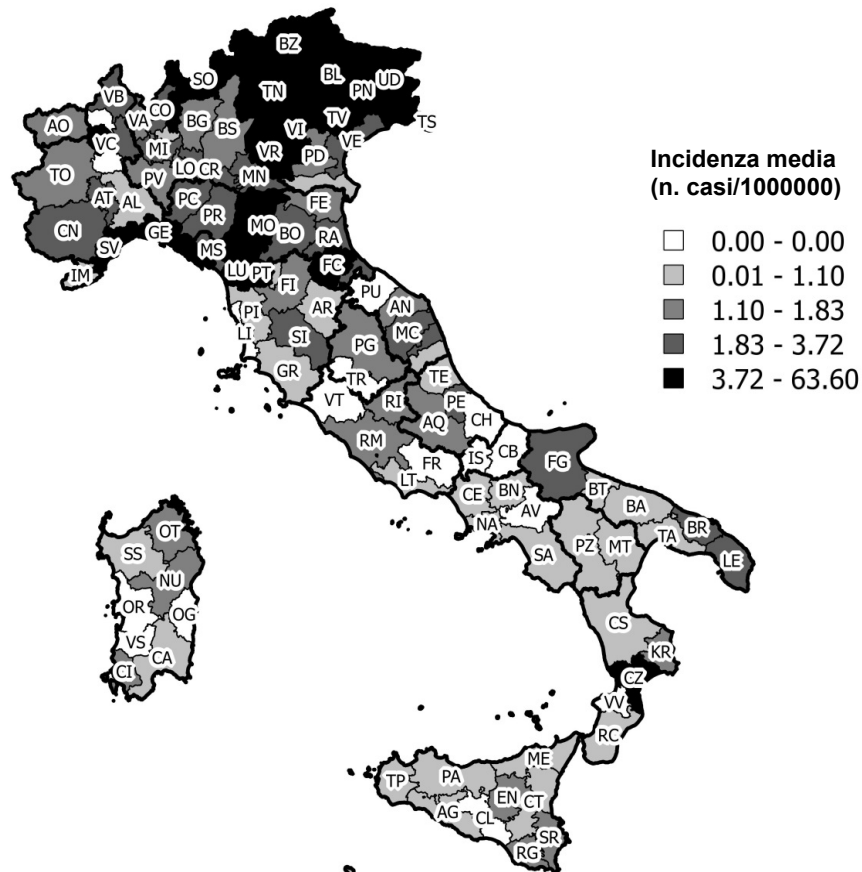 BZ
SO
BL
UD
TN
PN
VB
CO
TV
TS
AO
VA
BG
BS
VI
VE
VC
MI
VR
PD
TO
LO
CR
MN
PV
AT
AL
PC
FE
CN
PR
MO
BO
RA
GE
SV
MS
FC
IM
LU
PT
FI
PU
AN
PI
AR
MC
LI
SI
PG
GR
TR
TE
VT
RI
PE
AQ
CH
RM
IS
CB
FG
FR
LT
CE
BN
BT
AV
BA
NA
BR
SA
PZ
MT
TA
LE
OT
SS
NU
OR
OG
VS
CA
CI
CS
KR
CZ
VV
RC
ME
TP
PA
EN
CT
AG
CL
SR
RG
Incidenza media
(n. casi/1000000)
0.00 - 0.00
0.01 - 1.10
1.10 - 1.83
1.83 - 3.72
3.72 - 63.60